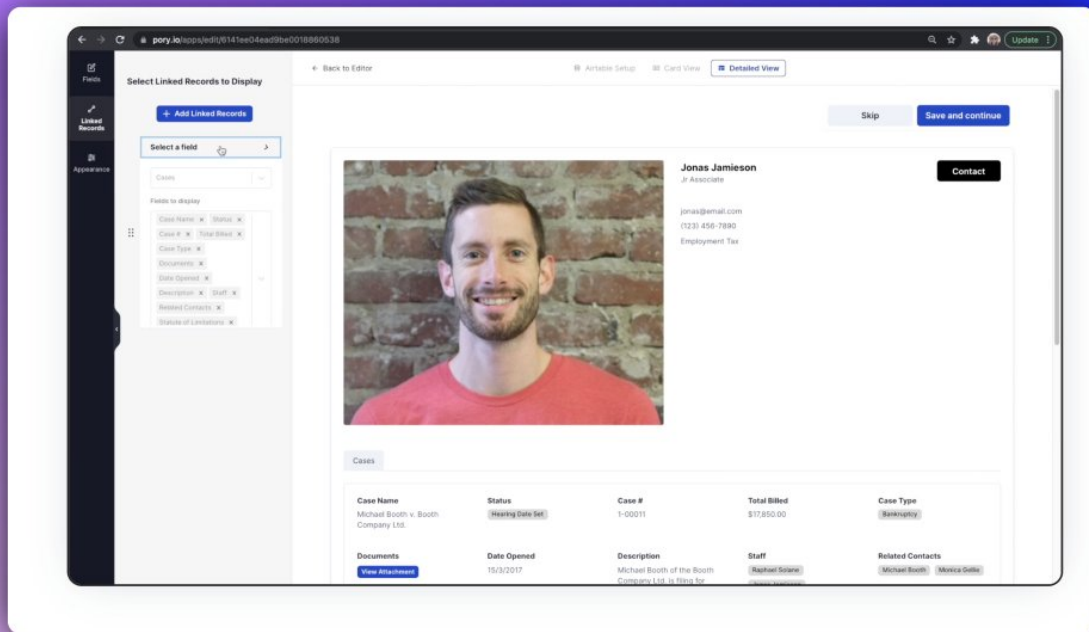 pory.io/apps/edit/6141ee04ead9be0018860538
Update
Fields
Linked Records
Appearance
Select Linked Records to Display
+ Add Linked Records
Select a field
Cases
Fields to display
Case Name × Status ×
Case # × Total Billed ×
Case Type ×
Documents ×
Date Opened ×
Description × Staff ×
Related Contacts ×
Statute of Limitations ×
← Back to Editor
Airtable Setup
Card View
Detailed View
Skip
Save and continue
Jonas Jamieson
Jr Associate
Contact
jonas@email.com
(123) 456-7890
Employment Tax
Cases
Case Name Status Case # Total Billed Case Type
Michael Booth v. Booth Hearing Date Set 1-00011 $17,850.00 Bankruptcy
Company Ltd.
Documents Date Opened Description Staff Related Contacts
View Attachment 15/3/2017 Michael Booth of the Booth Raphael Solane Michael Booth Monica Gellie
Company Ltd. is filing for